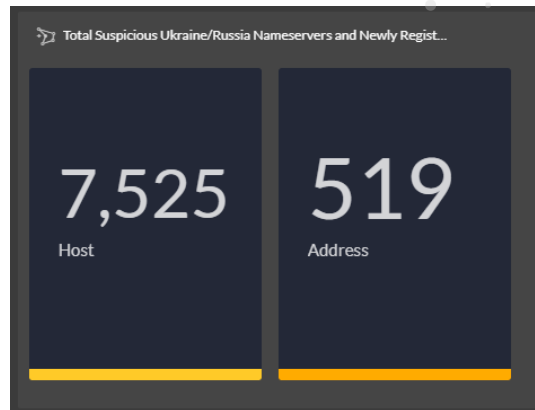 Total Suspicious Ukraine/Russia Nameservers and Newly Regist...
7,525
Host
519
Address